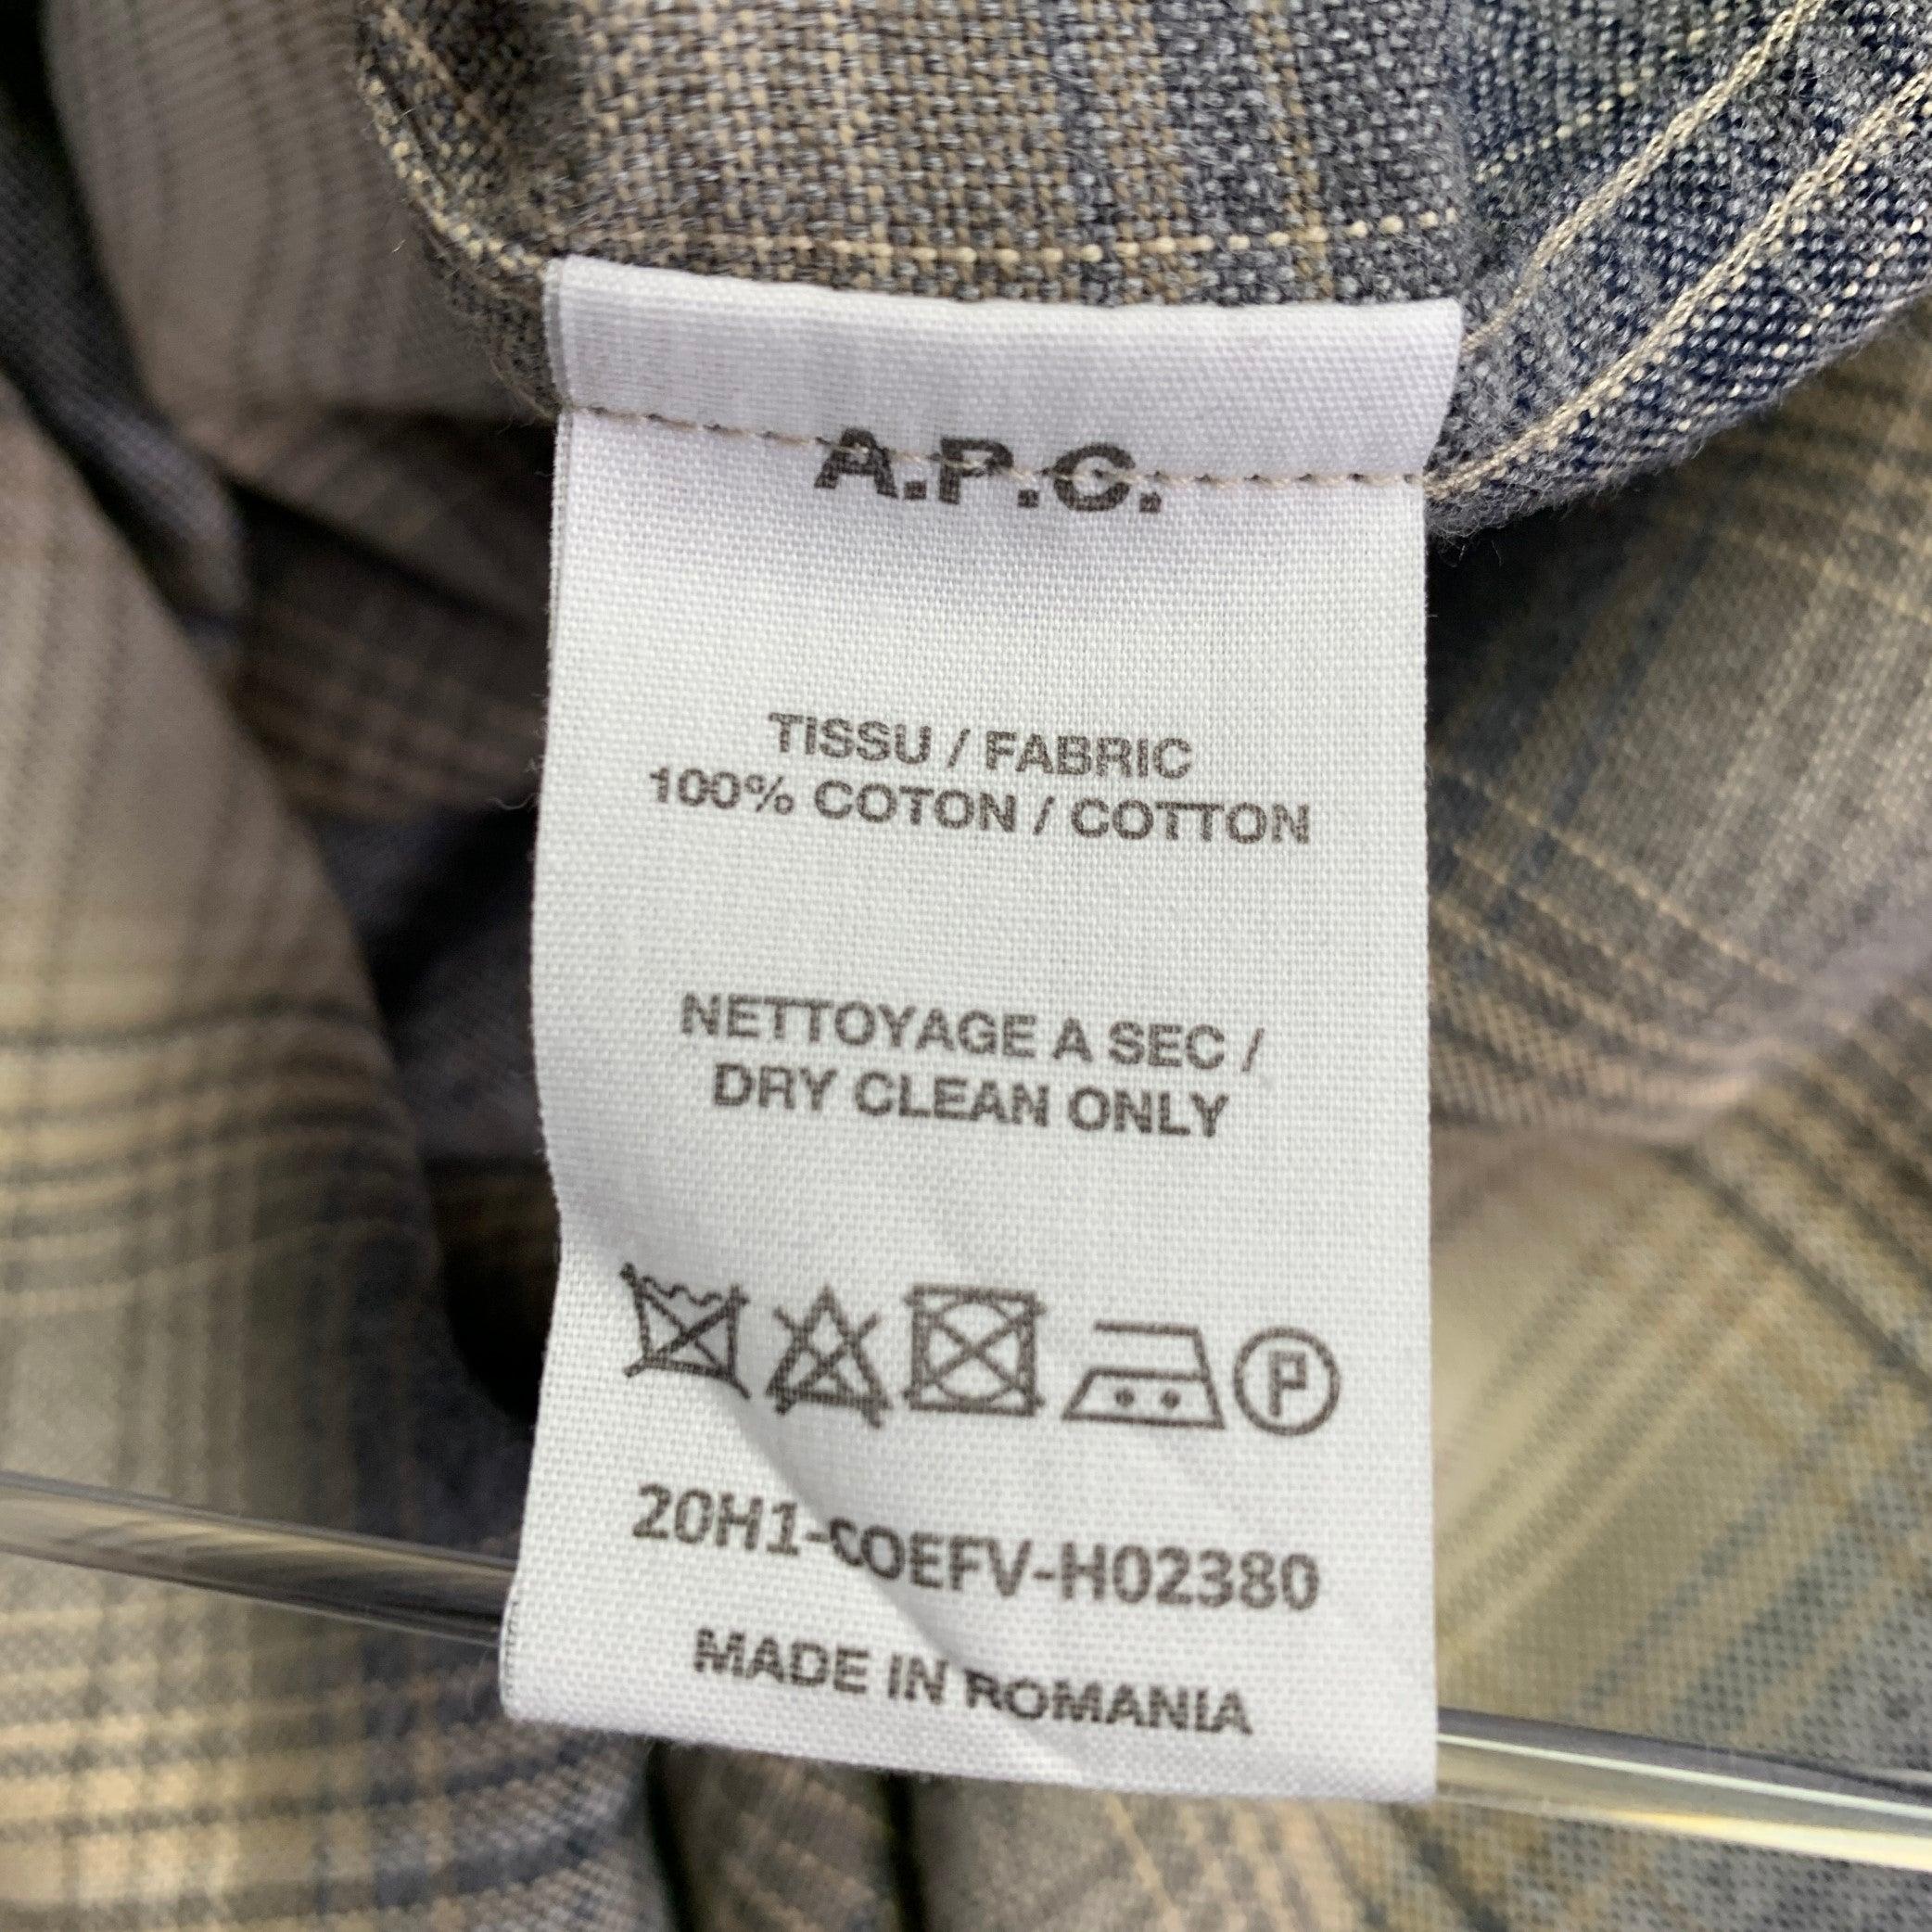 A.P.C.
TISSU / FABRIC
100% COTON / COTTON
NETTOYAGE A SEC /
DRY CLEAN ONLY
P
20H1-COEFV-H02380
MADE IN ROMANIA